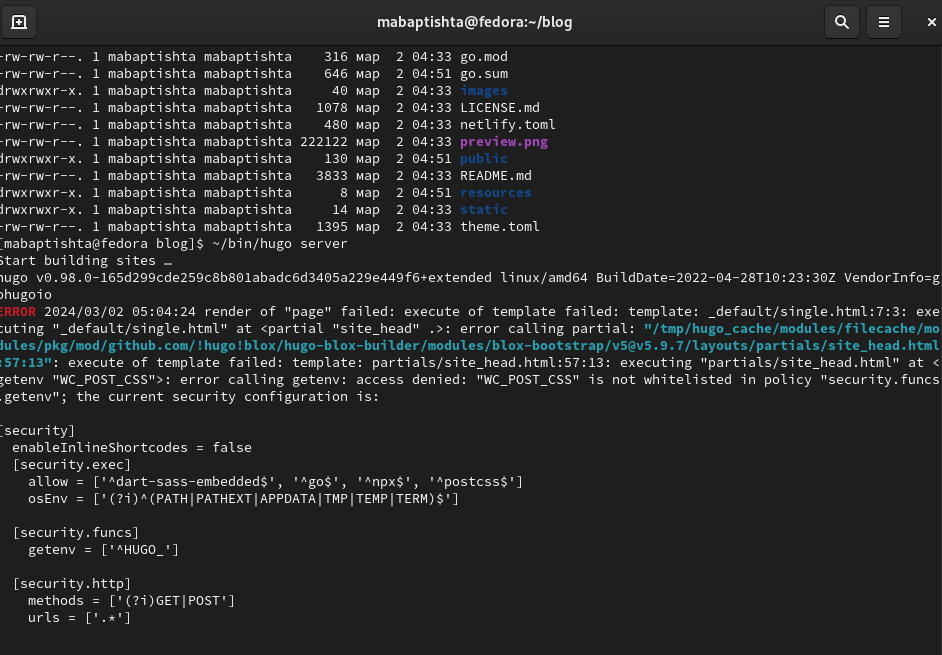 mabaptishta@fedora:~/blog
-rw-rw-r--. 1 mabaptishta mabaptishta    316 мар  2 04:33 go.mod
-rw-rw-r--. 1 mabaptishta mabaptishta    646 мар  2 04:51 go.sum
drwxrwxr-x. 1 mabaptishta mabaptishta     40 мар  2 04:33 images
-rw-rw-r--. 1 mabaptishta mabaptishta   1078 мар  2 04:33 LICENSE.md
-rw-rw-r--. 1 mabaptishta mabaptishta    480 мар  2 04:33 netlify.toml
-rw-rw-r--. 1 mabaptishta mabaptishta 222122 мар  2 04:33 preview.png
drwxrwxr-x. 1 mabaptishta mabaptishta    130 мар  2 04:51 public
-rw-rw-r--. 1 mabaptishta mabaptishta   3833 мар  2 04:33 README.md
drwxrwxr-x. 1 mabaptishta mabaptishta      8 мар  2 04:51 resources
drwxrwxr-x. 1 mabaptishta mabaptishta     14 мар  2 04:33 static
-rw-rw-r--. 1 mabaptishta mabaptishta   1395 мар  2 04:33 theme.toml
[mabaptishta@fedora blog]$ ~/bin/hugo server
Start building sites …
hugo v0.98.0-165d299cde259c8b801abadc6d3405a229e449f6+extended linux/amd64 BuildDate=2022-04-28T10:23:30Z VendorInfo=g
ohugoio
ERROR 2024/03/02 05:04:24 render of "page" failed: execute of template failed: template: _default/single.html:7:3: exe
cuting "_default/single.html" at <partial "site_head" .>: error calling partial: "/tmp/hugo_cache/modules/filecache/mo
dules/pkg/mod/github.com/!hugo!blox/hugo-blox-builder/modules/blox-bootstrap/v5@v5.9.7/layouts/partials/site_head.html
:57:13": execute of template failed: template: partials/site_head.html:57:13: executing "partials/site_head.html" at <
getenv "WC_POST_CSS">: error calling getenv: access denied: "WC_POST_CSS" is not whitelisted in policy "security.funcs
.getenv"; the current security configuration is:
[security]
  enableInlineShortcodes = false
  [security.exec]
    allow = ['^dart-sass-embedded$', '^go$', '^npx$', '^postcss$']
    osEnv = ['(?i)^(PATH|PATHEXT|APPDATA|TMP|TEMP|TERM)$']
  [security.funcs]
    getenv = ['^HUGO_']
  [security.http]
    methods = ['(?i)GET|POST']
    urls = ['.*']